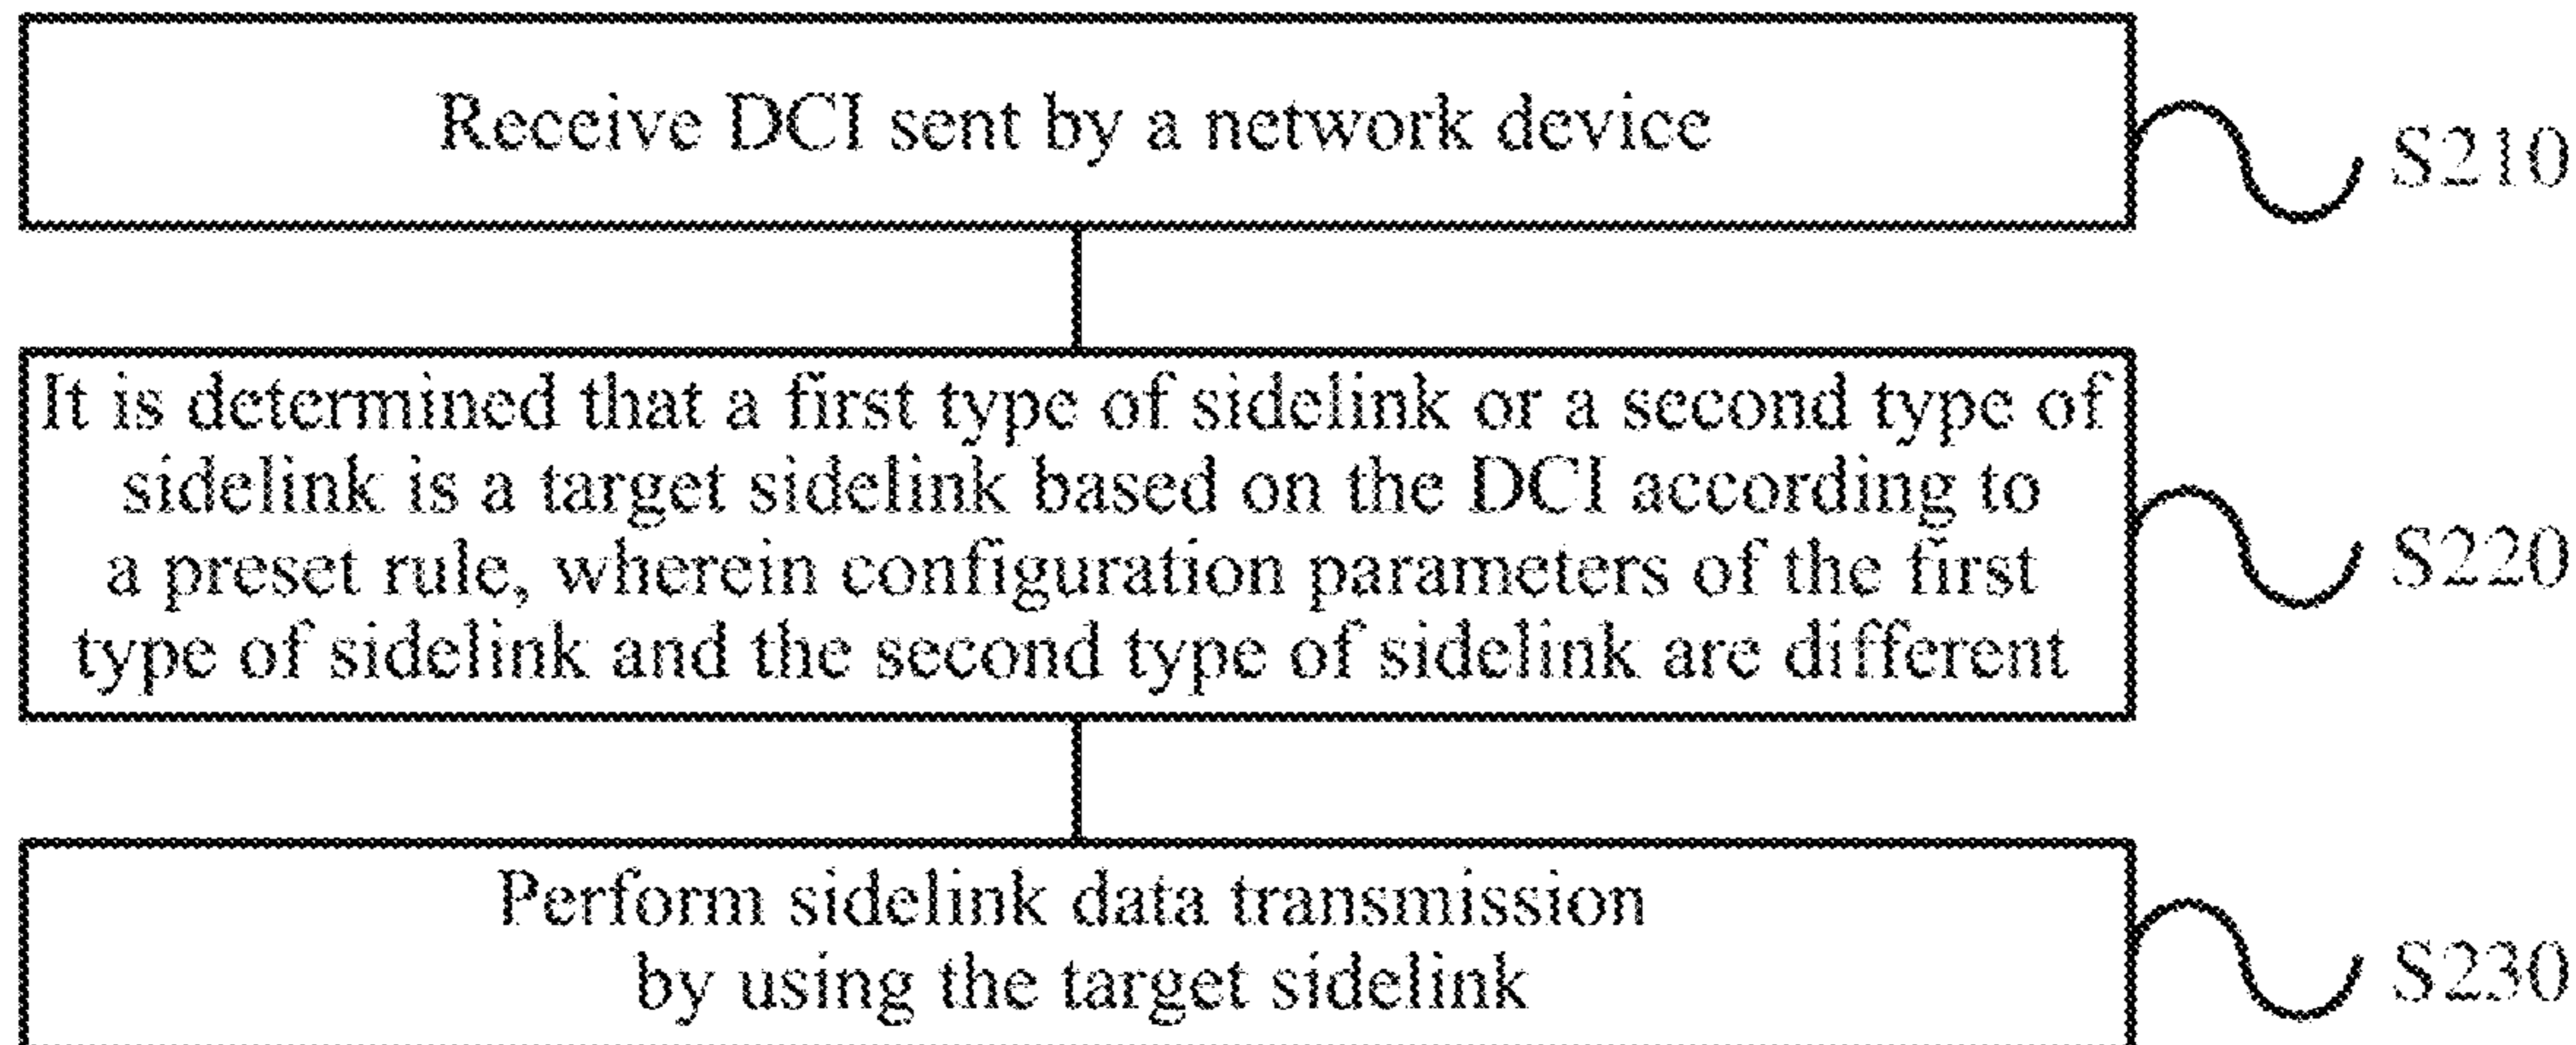 Receive DCI sent by a network device
S210
It is determined that a first type of sidelink or a second type of
sidelink is a target sidelink based on the DCI according to
a preset rule, wherein configuration parameters of the first
type of sidelink and the second type of sidelink are different
S220
Perform sidelink data transmission
by using the target sidelink
S230